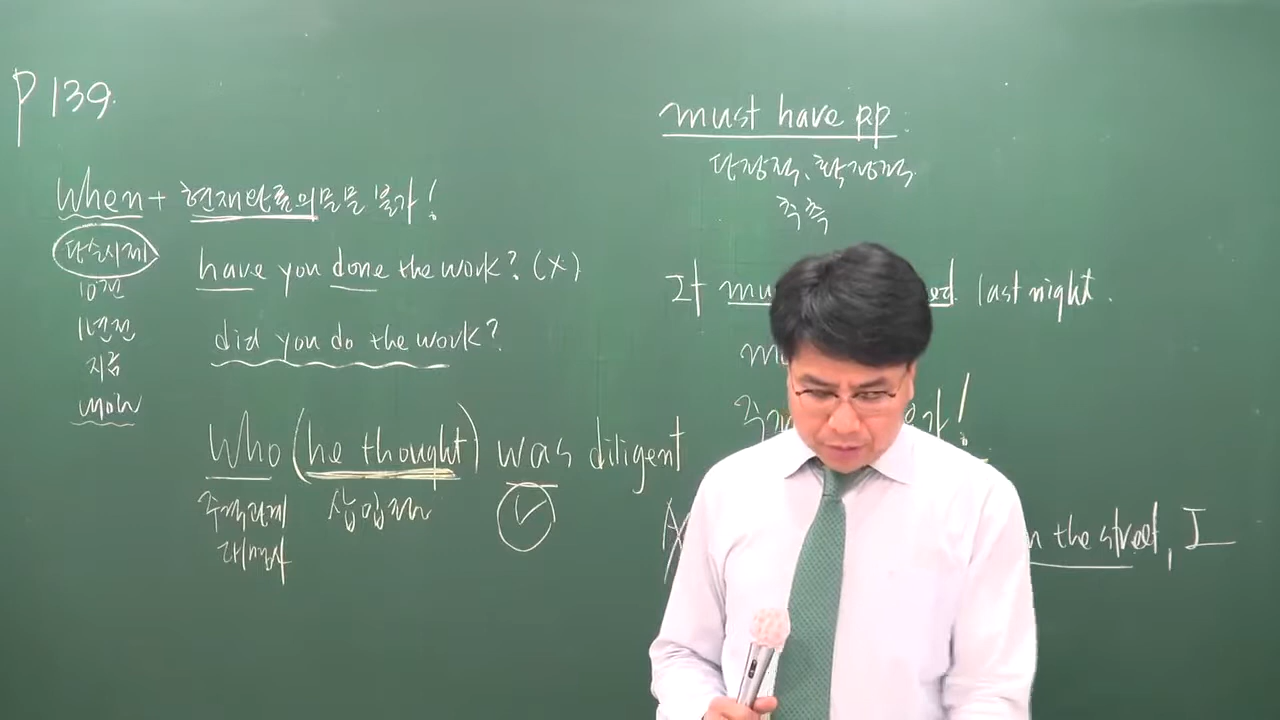 P 139.
When + 현재완료의문문 불가!
단순시제
have you done the work? (X)
10전
1년전
did you do the work?
지금
now
Who (he thought) was diligent
주격관계 삽입절
대명사
must have pp.
단정적, 확정적
추측
It last night.
the street, I